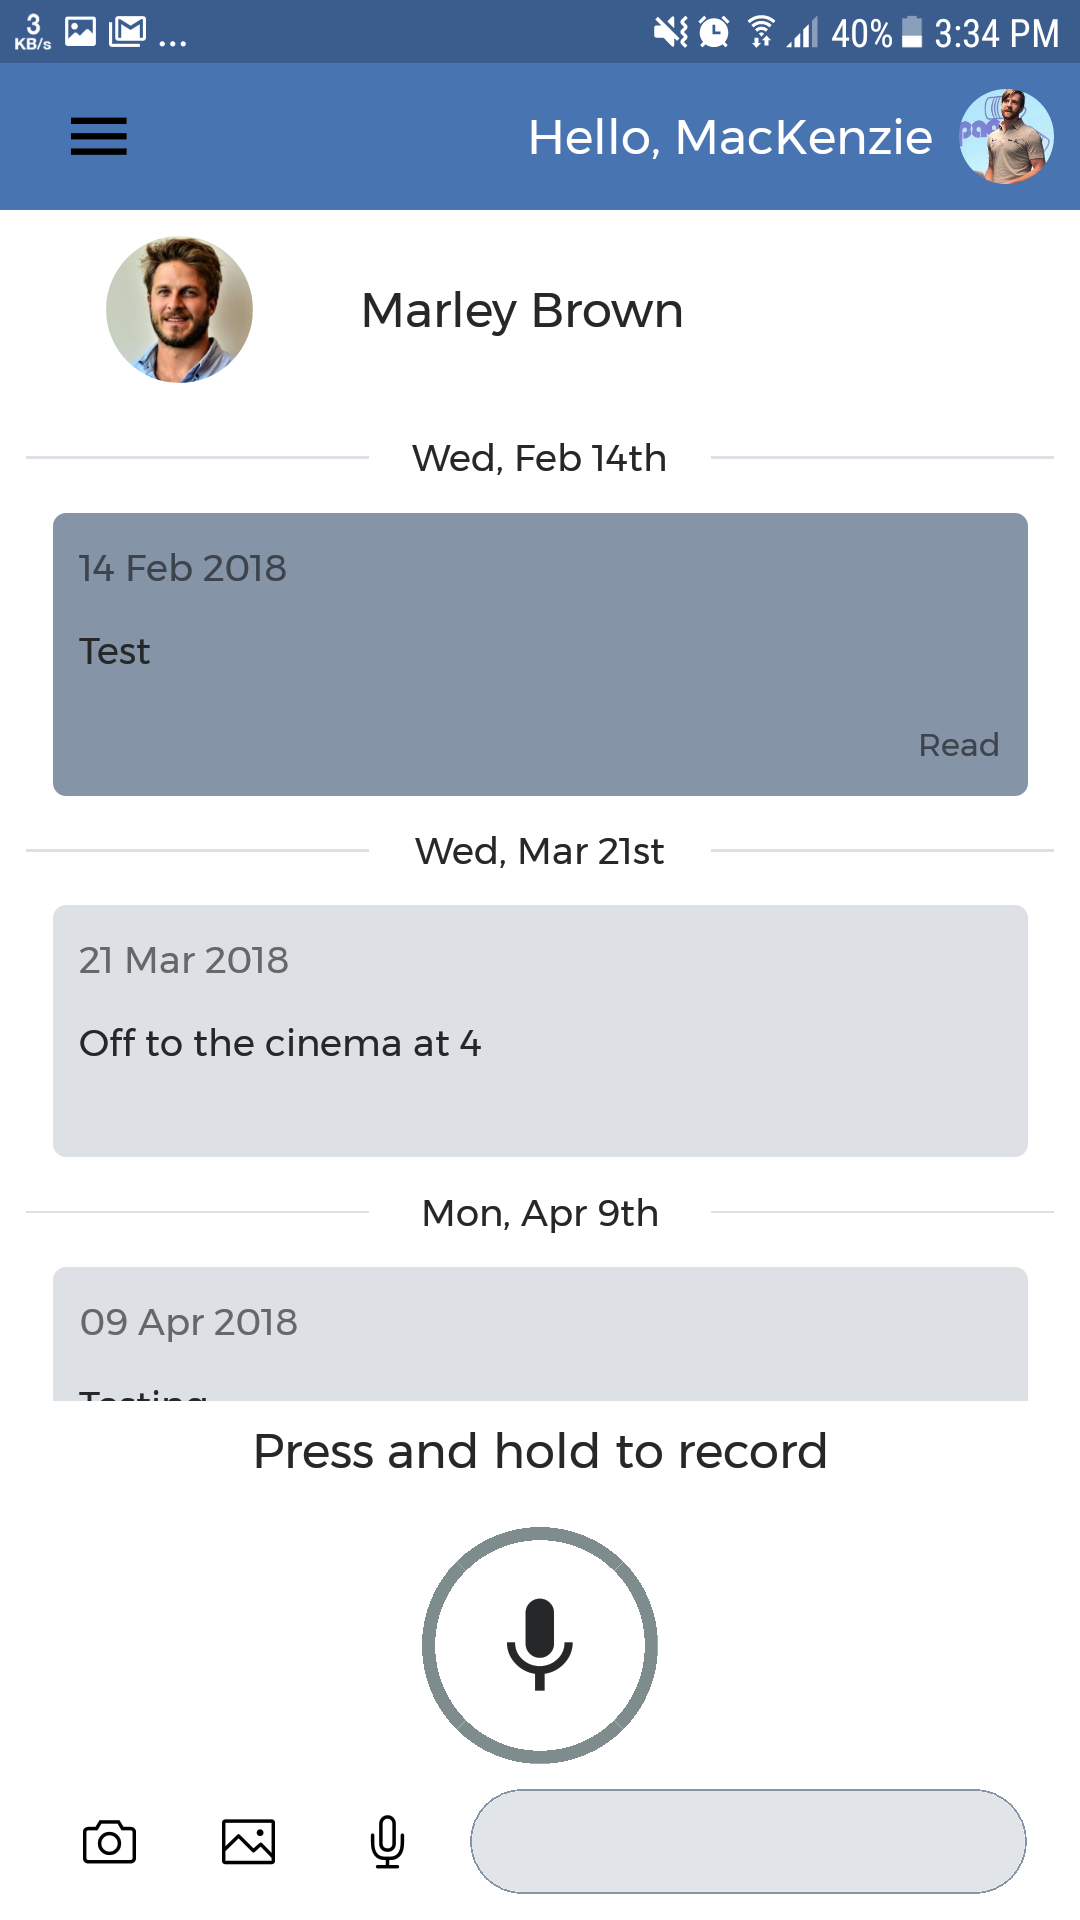 3
KB/s
...
40%
3:34 PM
Hello, MacKenzie
pac
Marley Brown
Wed, Feb 14th
14 Feb 2018
Test
Read
Wed, Mar 21st
21 Mar 2018
Off to the cinema at 4
Mon, Apr 9th
09 Apr 2018
Testing
Press and hold to record